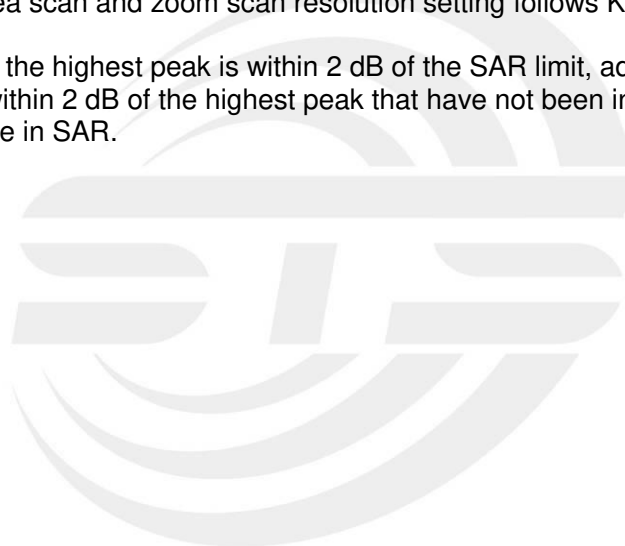 scan and zoom scan resolution setting follows K
the highest peak is within 2 dB of the SAR limit, ad
within 2 dB of the highest peak that have not been in
e in SAR.
STS